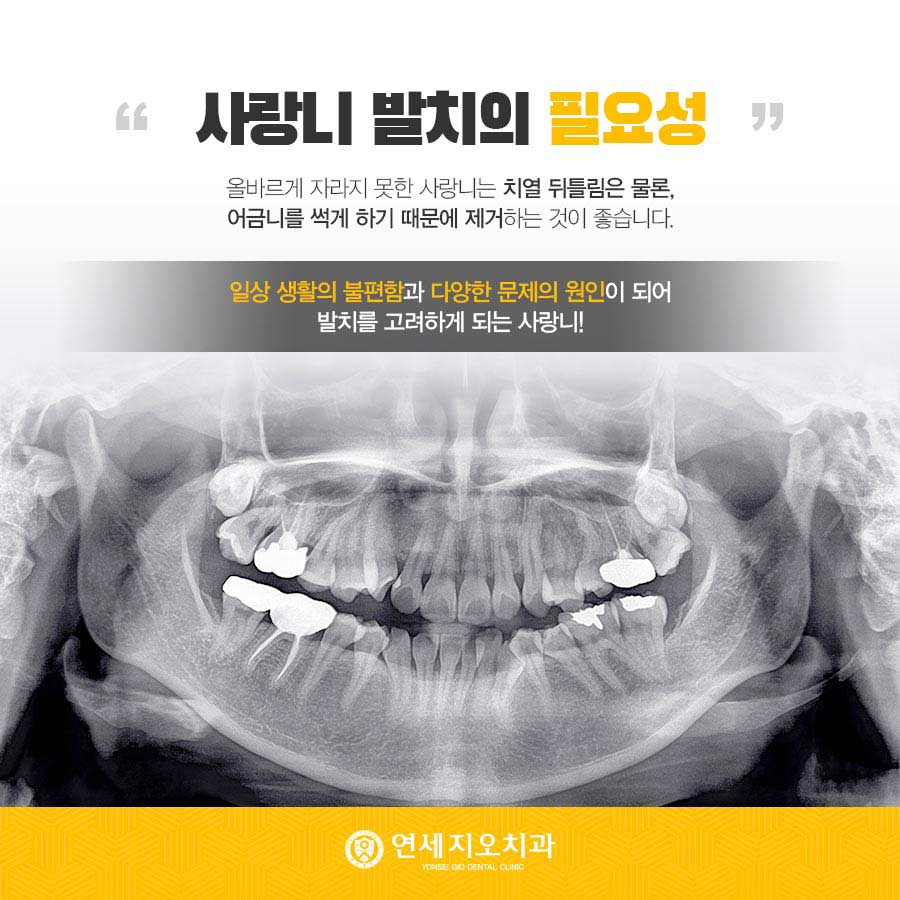 “ 사랑니 발치의 필요성 ”
올바르게 자라지 못한 사랑니는 치열 뒤틀림은 물론,
어금니를 썩게 하기 때문에 제거하는 것이 좋습니다.
일상 생활의 불편함과 다양한 문제의 원인이 되어
발치를 고려하게 되는 사랑니!
연세지오치과
YONSEI GIO DENTAL CLINIC